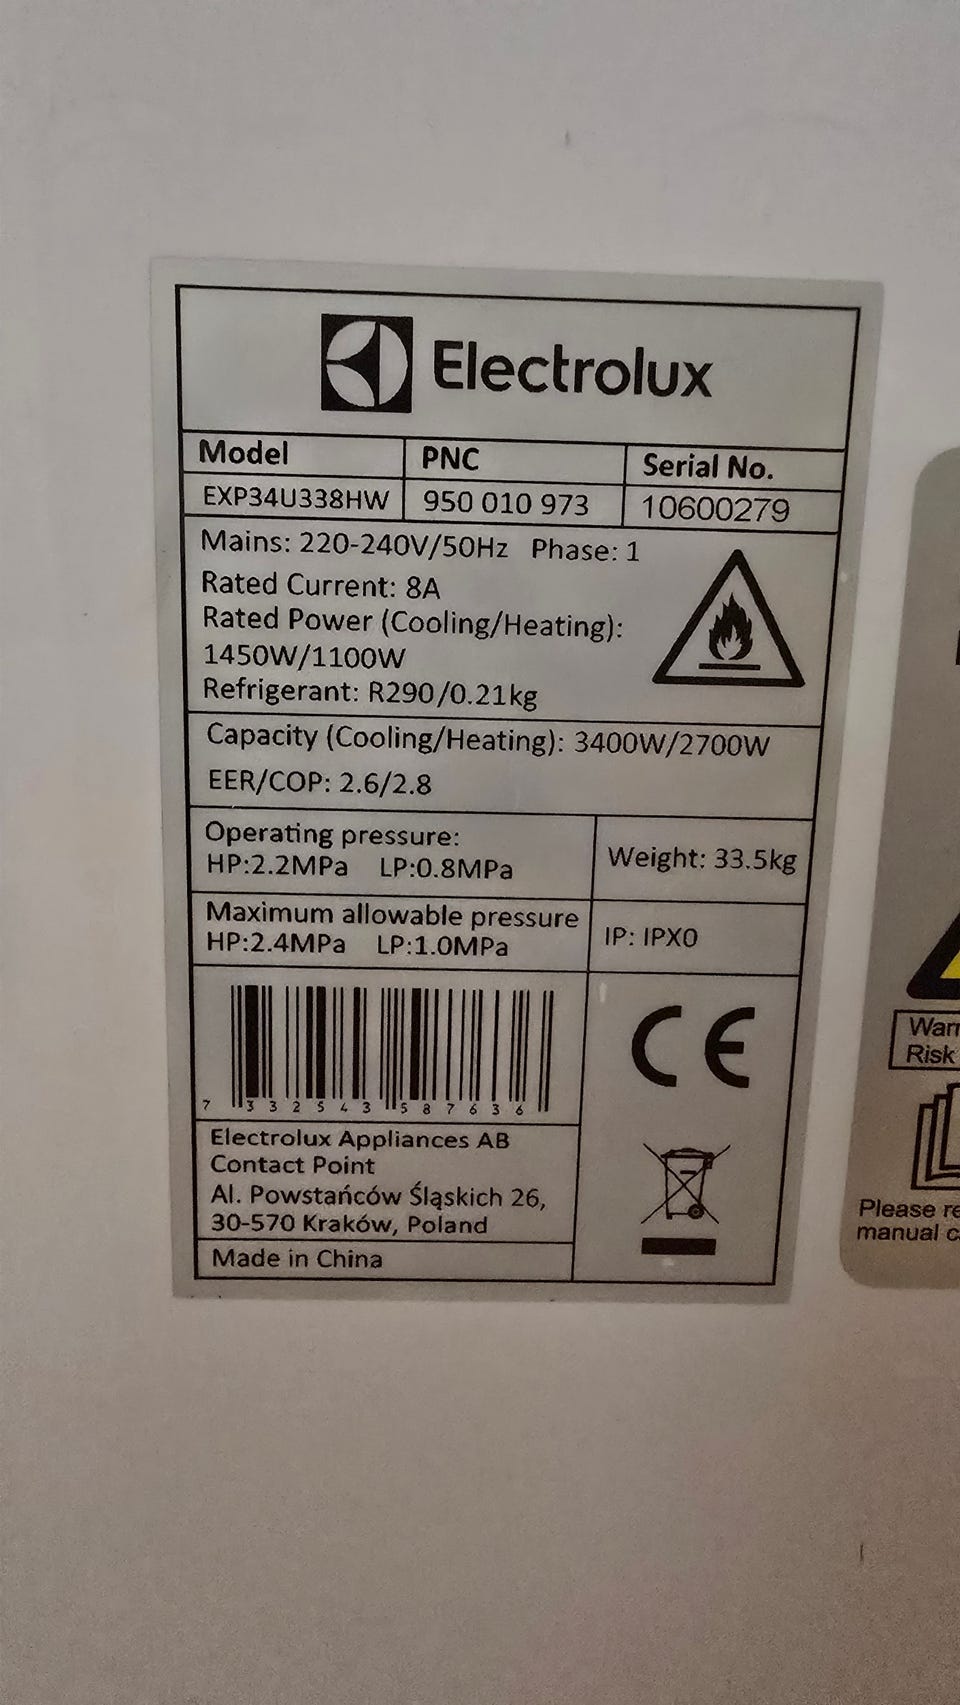 Electrolux
Model PNC Serial No.
EXP34U338HW 950 010 973 10600279
Mains: 220-240V/50Hz Phase: 1
Rated Current: 8A
Rated Power (Cooling/Heating):
1450W/1100W
Refrigerant: R290/0.21kg
Capacity (Cooling/Heating): 3400W/2700W
EER/COP: 2.6/2.8
Operating pressure:
HP:2.2MPa LP:0.8MPa
Weight: 33.5kg
Maximum allowable pressure
HP:2.4MPa LP:1.0MPa
IP: IPX0
7 332543 587636
CE
Electrolux Appliances AB
Contact Point
Al. Powstańców Śląskich 26,
30-570 Kraków, Poland
Made in China
Risk
Please
manual